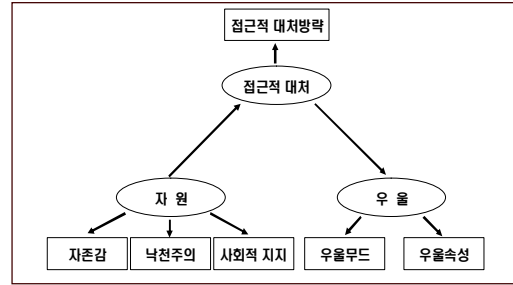 접근적 대처방략
접근적 대처
자 원
우 울
자존감
낙천주의
사회적 지지
우울무드
우울속성